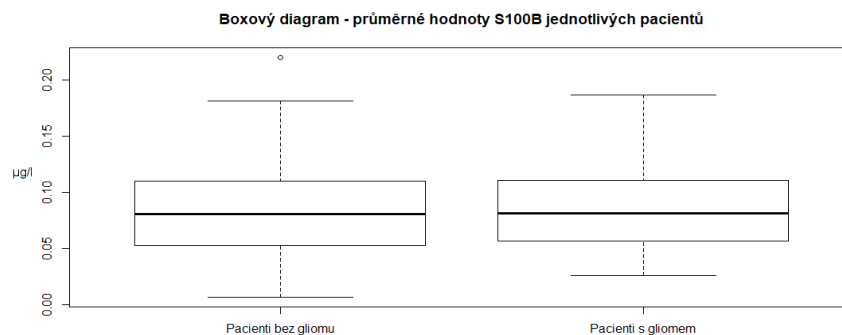 Boxový diagram - průměrné hodnoty S100B jednotlivých pacientů
0.20
0.15
0.10
0.05
0.00
µg/l
Pacienti bez gliomu
Pacienti s gliomem